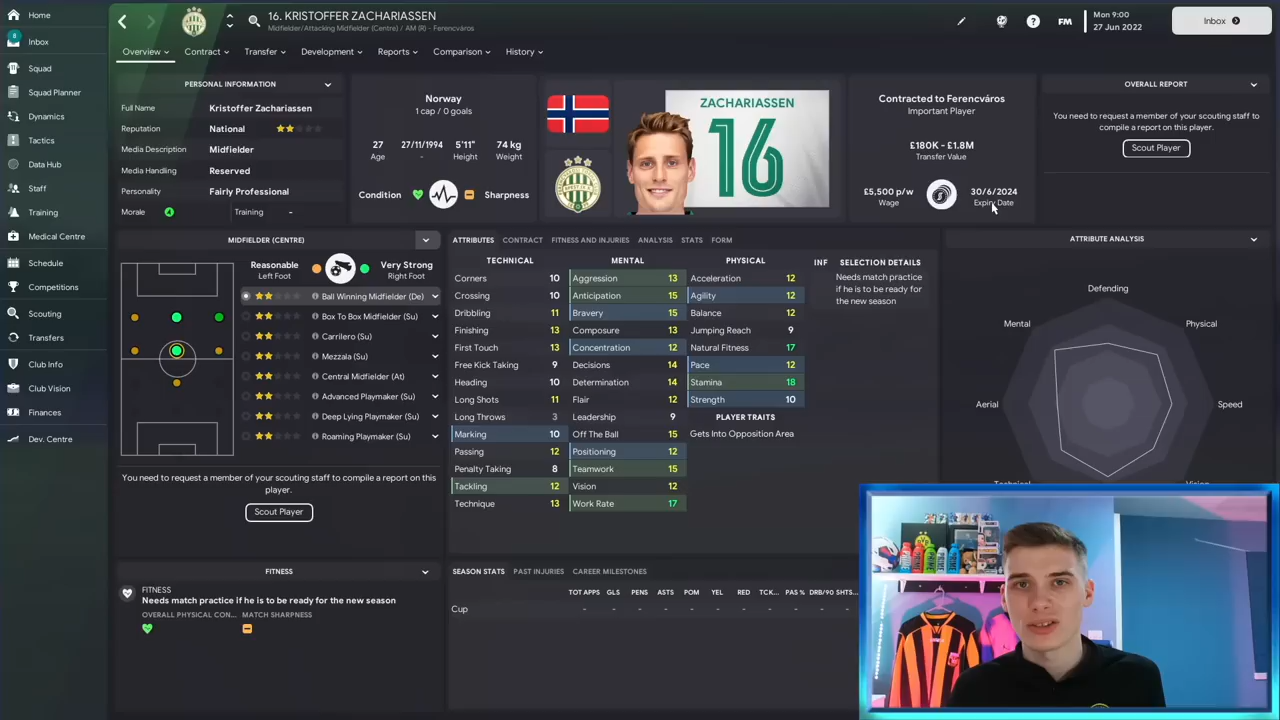 Home
8
Inbox
Squad
Squad Planner
Dynamics
Tactics
Data Hub
Staff
Training
Medical Centre
Schedule
Competitions
Scouting
Transfers
Club Info
Club Vision
Finances
Dev. Centre
16. KRISTOFFER ZACHARIASSEN
Midfielder/Attacking Midfielder (Centre) / AM (R) - Ferencváros
FM
Mon 9:00
27 Jun 2022
Inbox
Overview
Contract
Transfer
Development
Reports
Comparison
History
PERSONAL INFORMATION
Full Name Kristoffer Zachariassen
Reputation National
Media Description Midfielder
Media Handling Reserved
Personality Fairly Professional
Morale Training -
Norway
1 cap / 0 goals
27 27/11/1994 5'11" 74 kg
Age - Height Weight
Condition Sharpness
ZACHARIASSEN
16
Contracted to Ferencváros
Important Player
£180K - £1.8M
Transfer Value
£5,500 p/w 30/6/2024
Wage Expiry Date
OVERALL REPORT
You need to request a member of your scouting staff to
compile a report on this player.
Scout Player
MIDFIELDER (CENTRE)
Reasonable Very Strong
Left Foot Right Foot
Ball Winning Midfielder (De)
Box To Box Midfielder (Su)
Carrilero (Su)
Mezzala (Su)
Central Midfielder (At)
Advanced Playmaker (Su)
Deep Lying Playmaker (Su)
Roaming Playmaker (Su)
You need to request a member of your scouting staff to compile a report on this
player.
Scout Player
ATTRIBUTES CONTRACT FITNESS AND INJURIES ANALYSIS STATS FORM
TECHNICAL MENTAL PHYSICAL
Corners 10 Aggression 13 Acceleration 12
Crossing 10 Anticipation 15 Agility 12
Dribbling 11 Bravery 15 Balance 12
Finishing 13 Composure 13 Jumping Reach 9
First Touch 13 Concentration 12 Natural Fitness 17
Free Kick Taking 9 Decisions 14 Pace 12
Heading 10 Determination 14 Stamina 18
Long Shots 11 Flair 12 Strength 10
Long Throws 3 Leadership 9 PLAYER TRAITS
Marking 10 Off The Ball 15 Gets Into Opposition Area
Passing 12 Positioning 12
Penalty Taking 8 Teamwork 15
Tackling 12 Vision 12
Technique 13 Work Rate 17
INF SELECTION DETAILS
Needs match practice
if he is to be ready for
the new season
ATTRIBUTE ANALYSIS
Defending
Mental Physical
Aerial Speed
Technical Vision
FITNESS
FITNESS
Needs match practice if he is to be ready for the new season
OVERALL PHYSICAL CON... MATCH SHARPNESS
SEASON STATS PAST INJURIES CAREER MILESTONES
TOT APPS GLS PENS ASTS POM YEL RED TCK... PAS % DRB/90 SHTS...
Cup - - - - - - - - - - -